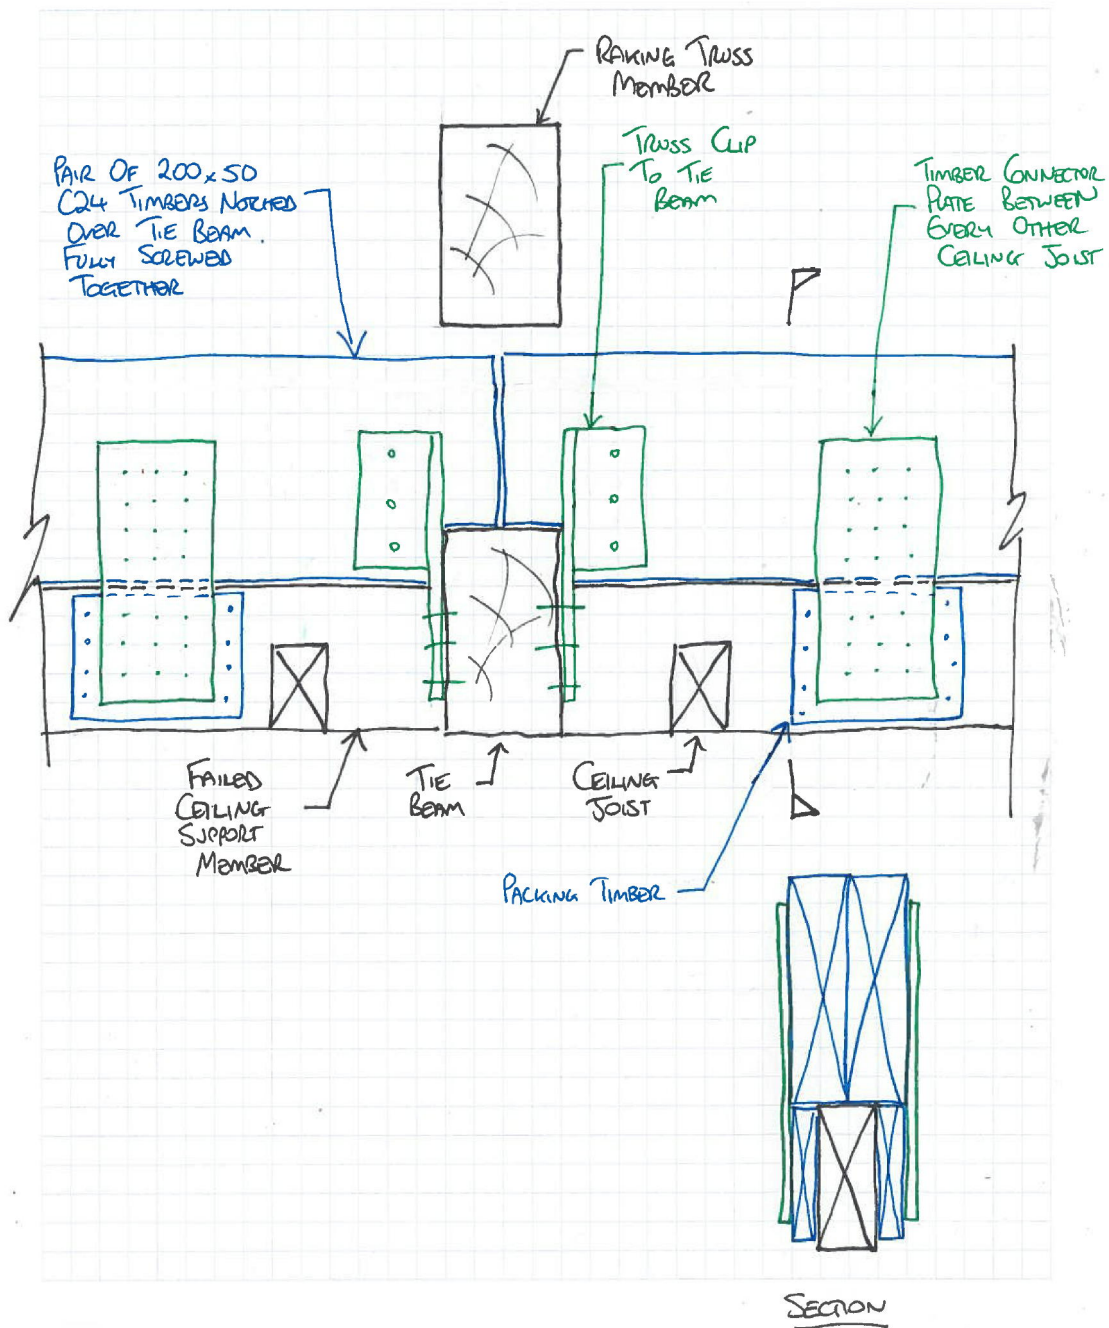 RAKING TRUSS
MEMBER
PAIR OF 200x50
C24 TIMBERS NOTCHED
OVER TIE BEAM.
FULLY SCREWED
TOGETHER
TRUSS CLIP
TO TIE
BEAM
TIMBER CONNECTOR
PLATE BETWEEN
EVERY OTHER
CEILING JOIST
FAILED
CEILING
SUPPORT
MEMBER
TIE
BEAM
CEILING
JOIST
PACKING TIMBER
SECTION